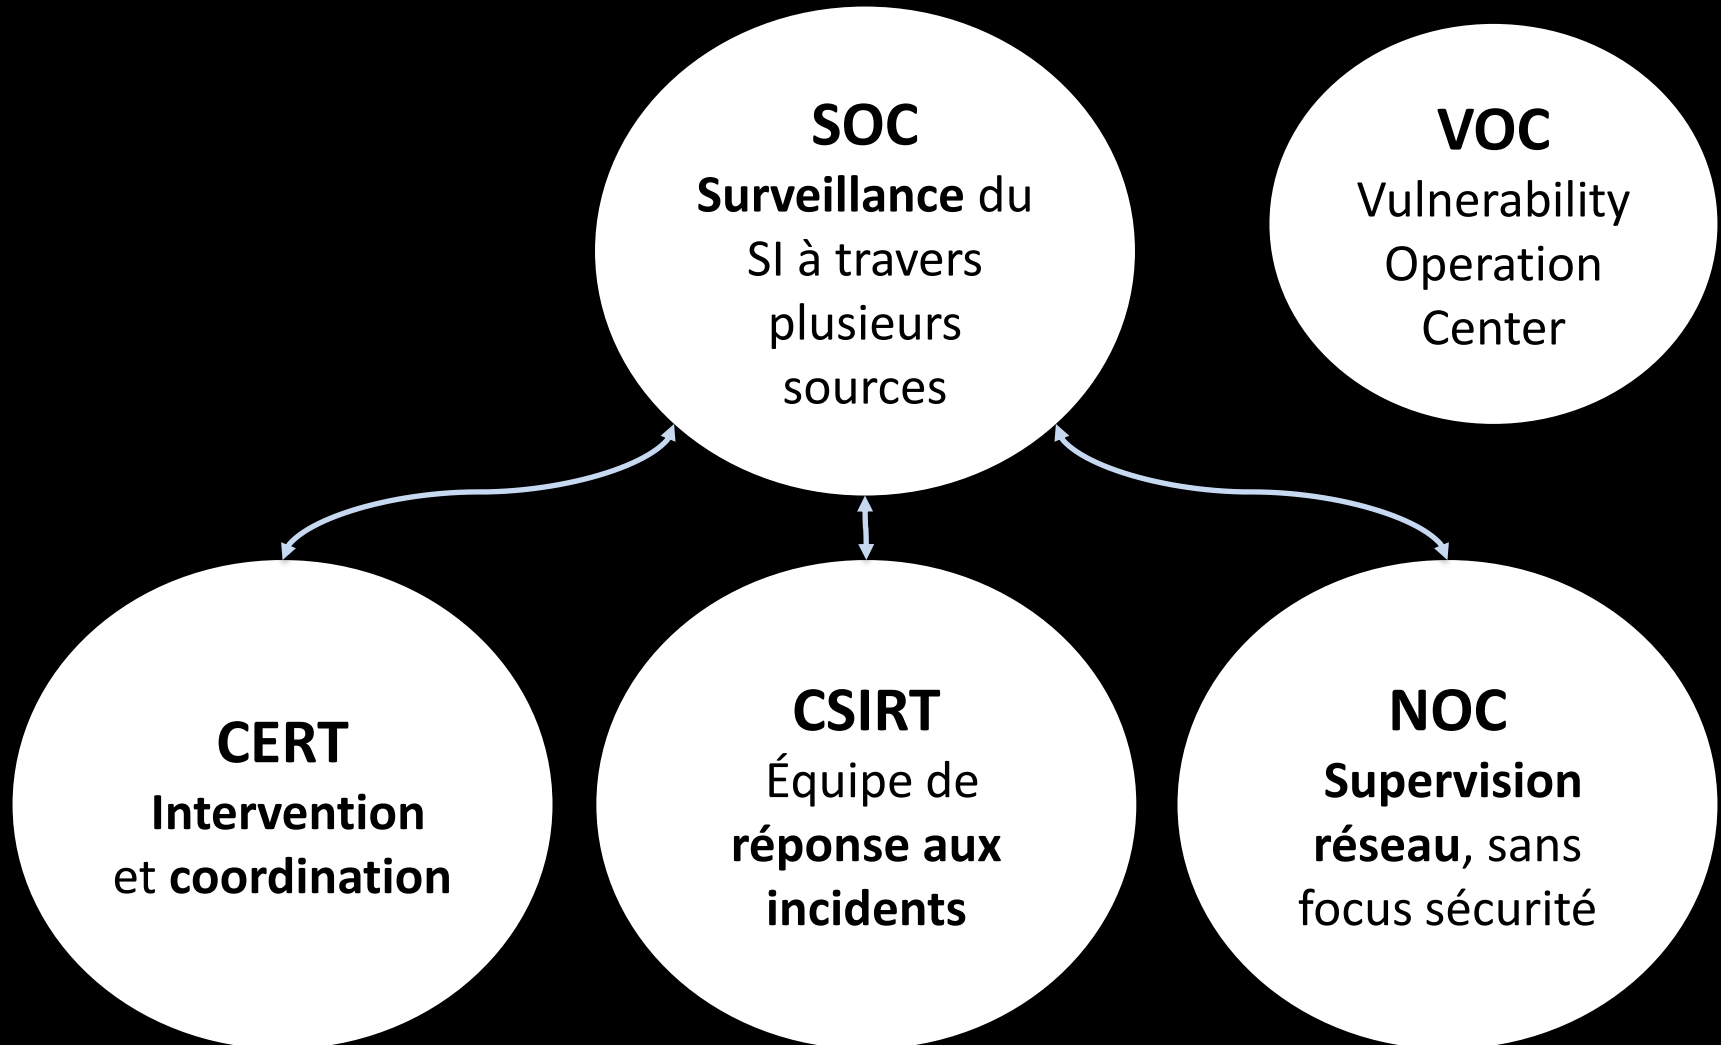 SOC
Surveillance du
SI à travers
plusieurs
sources
VOC
Vulnerability
Operation
Center
CERT
Intervention
et coordination
CSIRT
Équipe de
réponse aux
incidents
NOC
Supervision
réseau, sans
focus sécurité